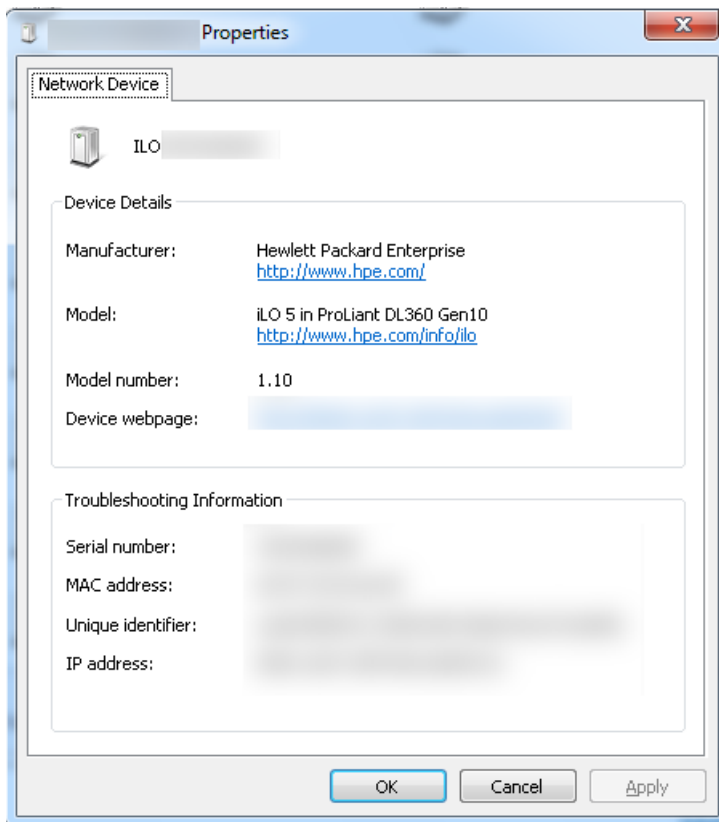 Properties
Network Device
ILO
Device Details
Manufacturer: Hewlett Packard Enterprise
http://www.hpe.com/
Model: iLO 5 in ProLiant DL360 Gen10
http://www.hpe.com/info/ilo
Model number: 1.10
Device webpage:
Troubleshooting Information
Serial number:
MAC address:
Unique identifier:
IP address:
OK Cancel Apply